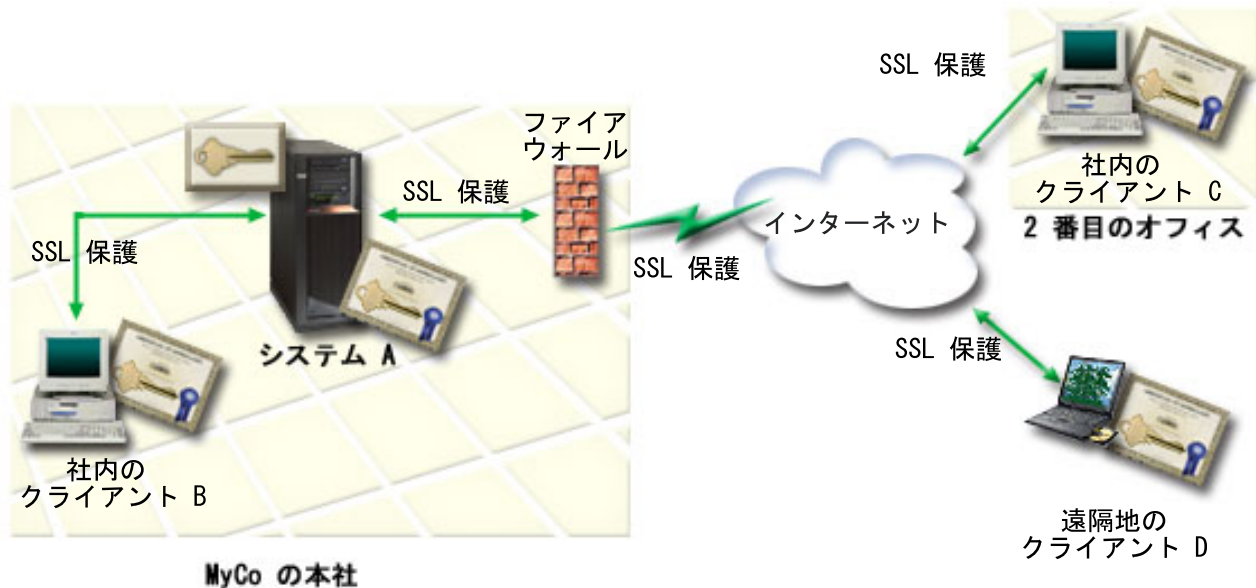 SSL 保護
ファイア
ウォール
SSL 保護
SSL 保護
インターネット
社内の
クライアント C
2 番目のオフィス
SSL 保護
SSL 保護
システム A
社内の
クライアント B
遠隔地の
クライアント D
MyCo の本社